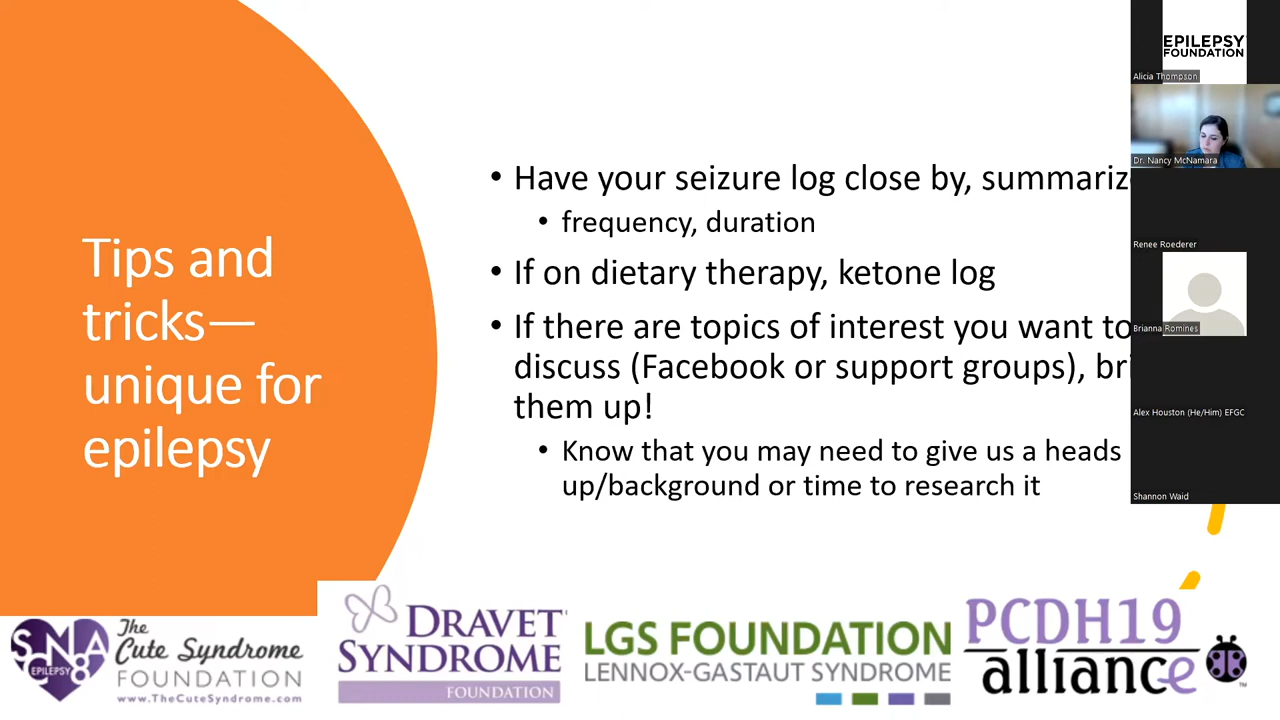 Tips and
tricks—
unique for
epilepsy
• Have your seizure log close by, summariz
• frequency, duration
• If on dietary therapy, ketone log
• If there are topics of interest you want to
discuss (Facebook or support groups), bri
them up!
• Know that you may need to give us a heads
up/background or time to research it
EPILEPSY
FOUNDATION
Alicia Thompson
Dr. Nancy McNamara
Renee Roederer
Brianna Romines
Alex Houston (He/Him) EFGC
Shannon Waid
SNA
EPILEPSY
The
Cute Syndrome
FOUNDATION
www.TheCuteSyndrome.com
DRAVET
SYNDROME
FOUNDATION
LGS FOUNDATION
LENNOX-GASTAUT SYNDROME
PCDH19
alliance
TM